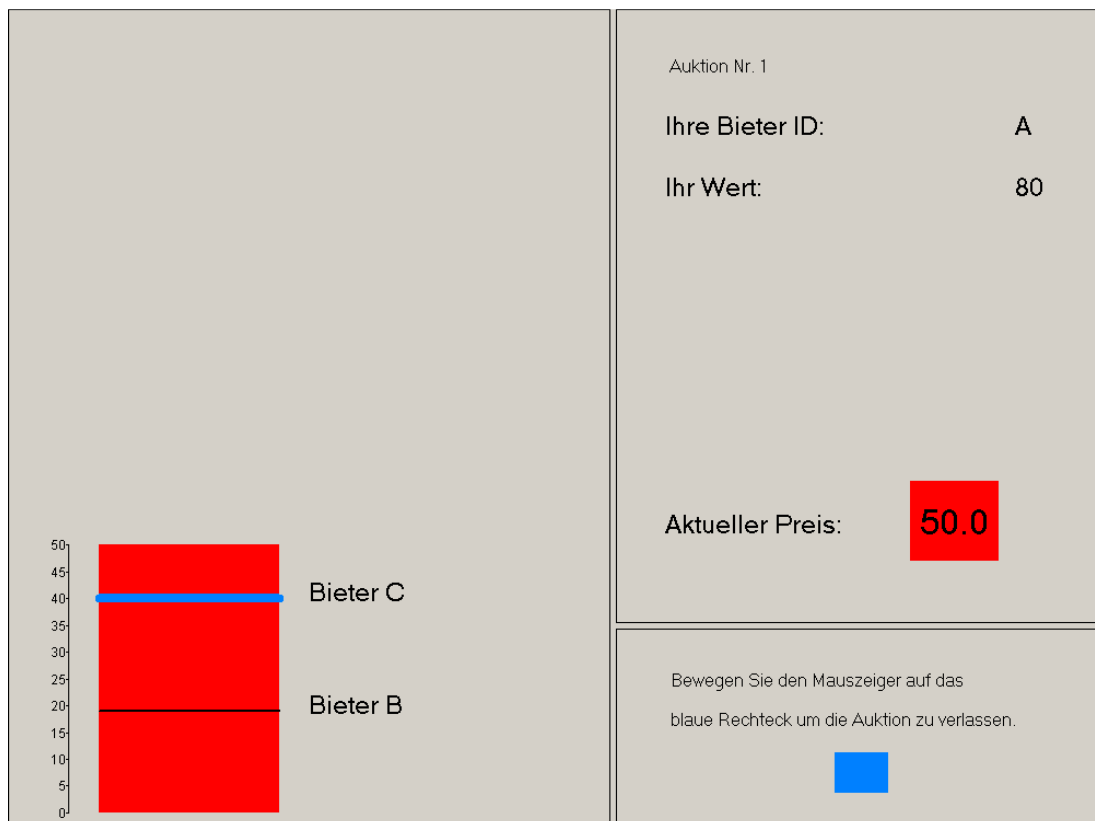 Auktion Nr. 1
Ihre Bieter ID: A
Ihr Wert: 80
Aktueller Preis: 50.0
50
45
40
35
30
25
20
15
10
5
0
Bieter C
Bieter B
Bewegen Sie den Mauszeiger auf das
blaue Rechteck um die Auktion zu verlassen.